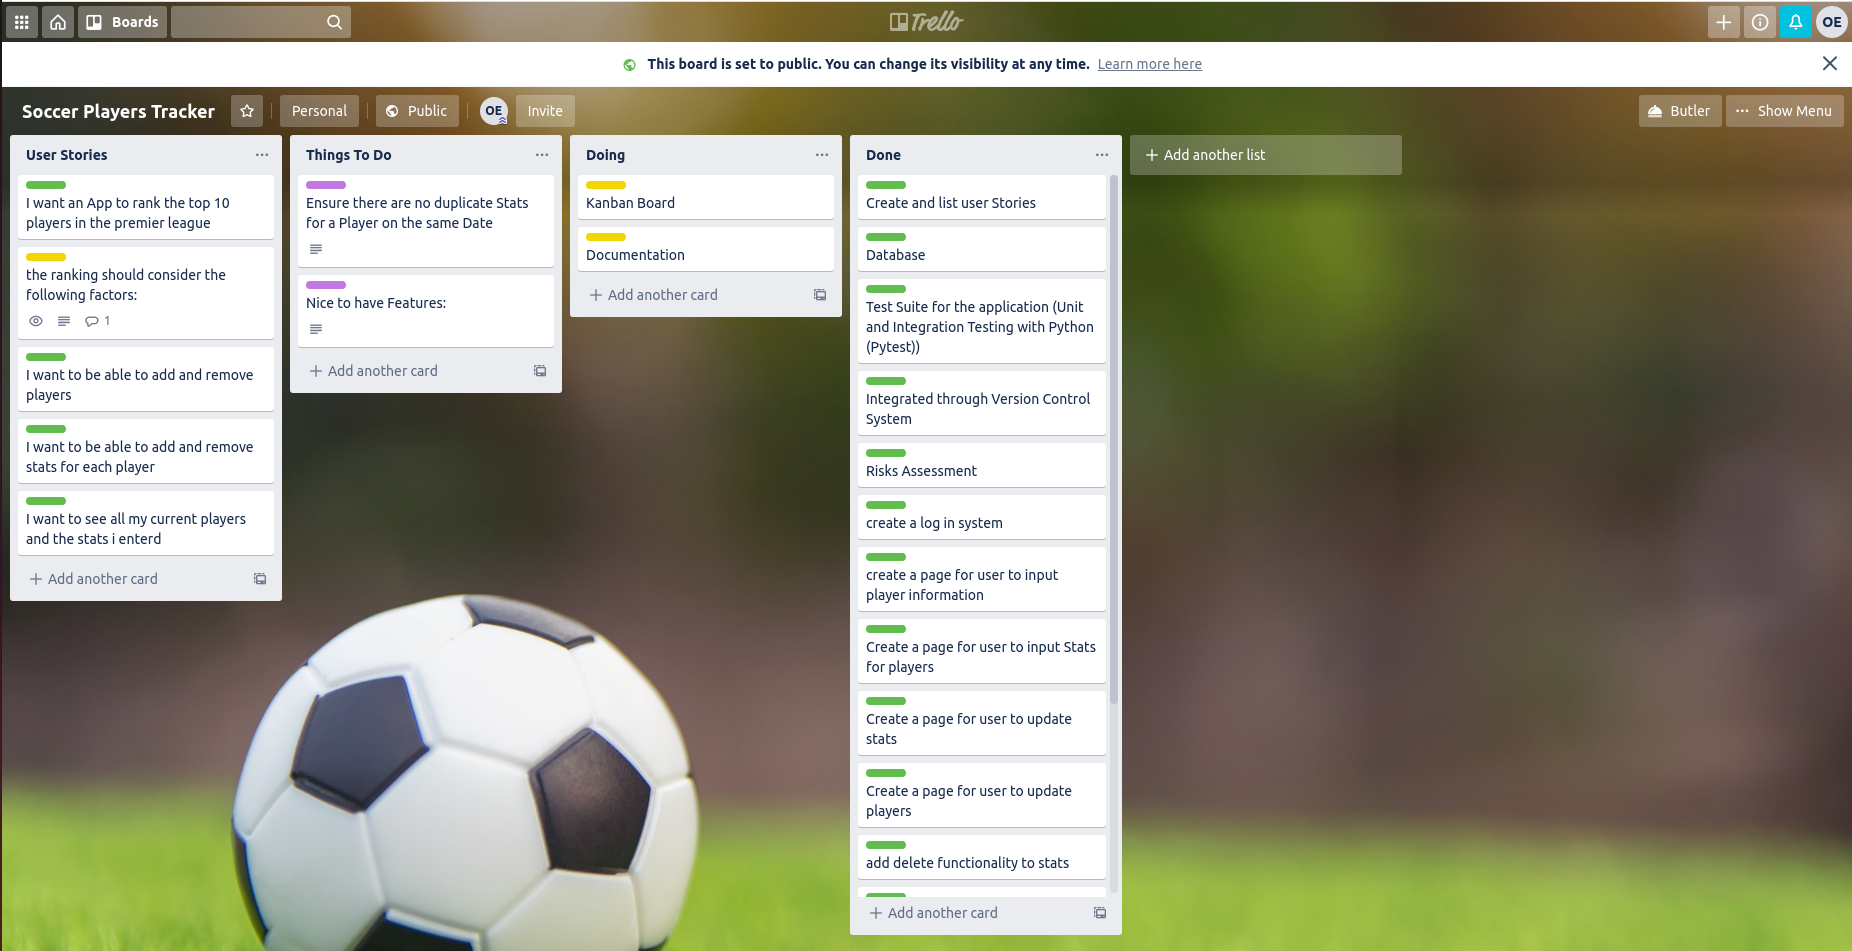 Boards
Trello
OE
This board is set to public. You can change its visibility at any time. Learn more here
Soccer Players Tracker
Personal
Public
OE
Invite
Butler
Show Menu
User Stories
I want an App to rank the top 10
players in the premier league
the ranking should consider the
following factors:
1
I want to be able to add and remove
players
I want to be able to add and remove
stats for each player
I want to see all my current players
and the stats i enterd
Add another card
Things To Do
Ensure there are no duplicate Stats
for a Player on the same Date
Nice to have Features:
Add another card
Doing
Kanban Board
Documentation
Add another card
Done
Create and list user Stories
Database
Test Suite for the application (Unit
and Integration Testing with Python
(Pytest))
Integrated through Version Control
System
Risks Assessment
create a log in system
create a page for user to input
player information
Create a page for user to input Stats
for players
Create a page for user to update
stats
Create a page for user to update
players
add delete functionality to stats
Add another card
Add another list